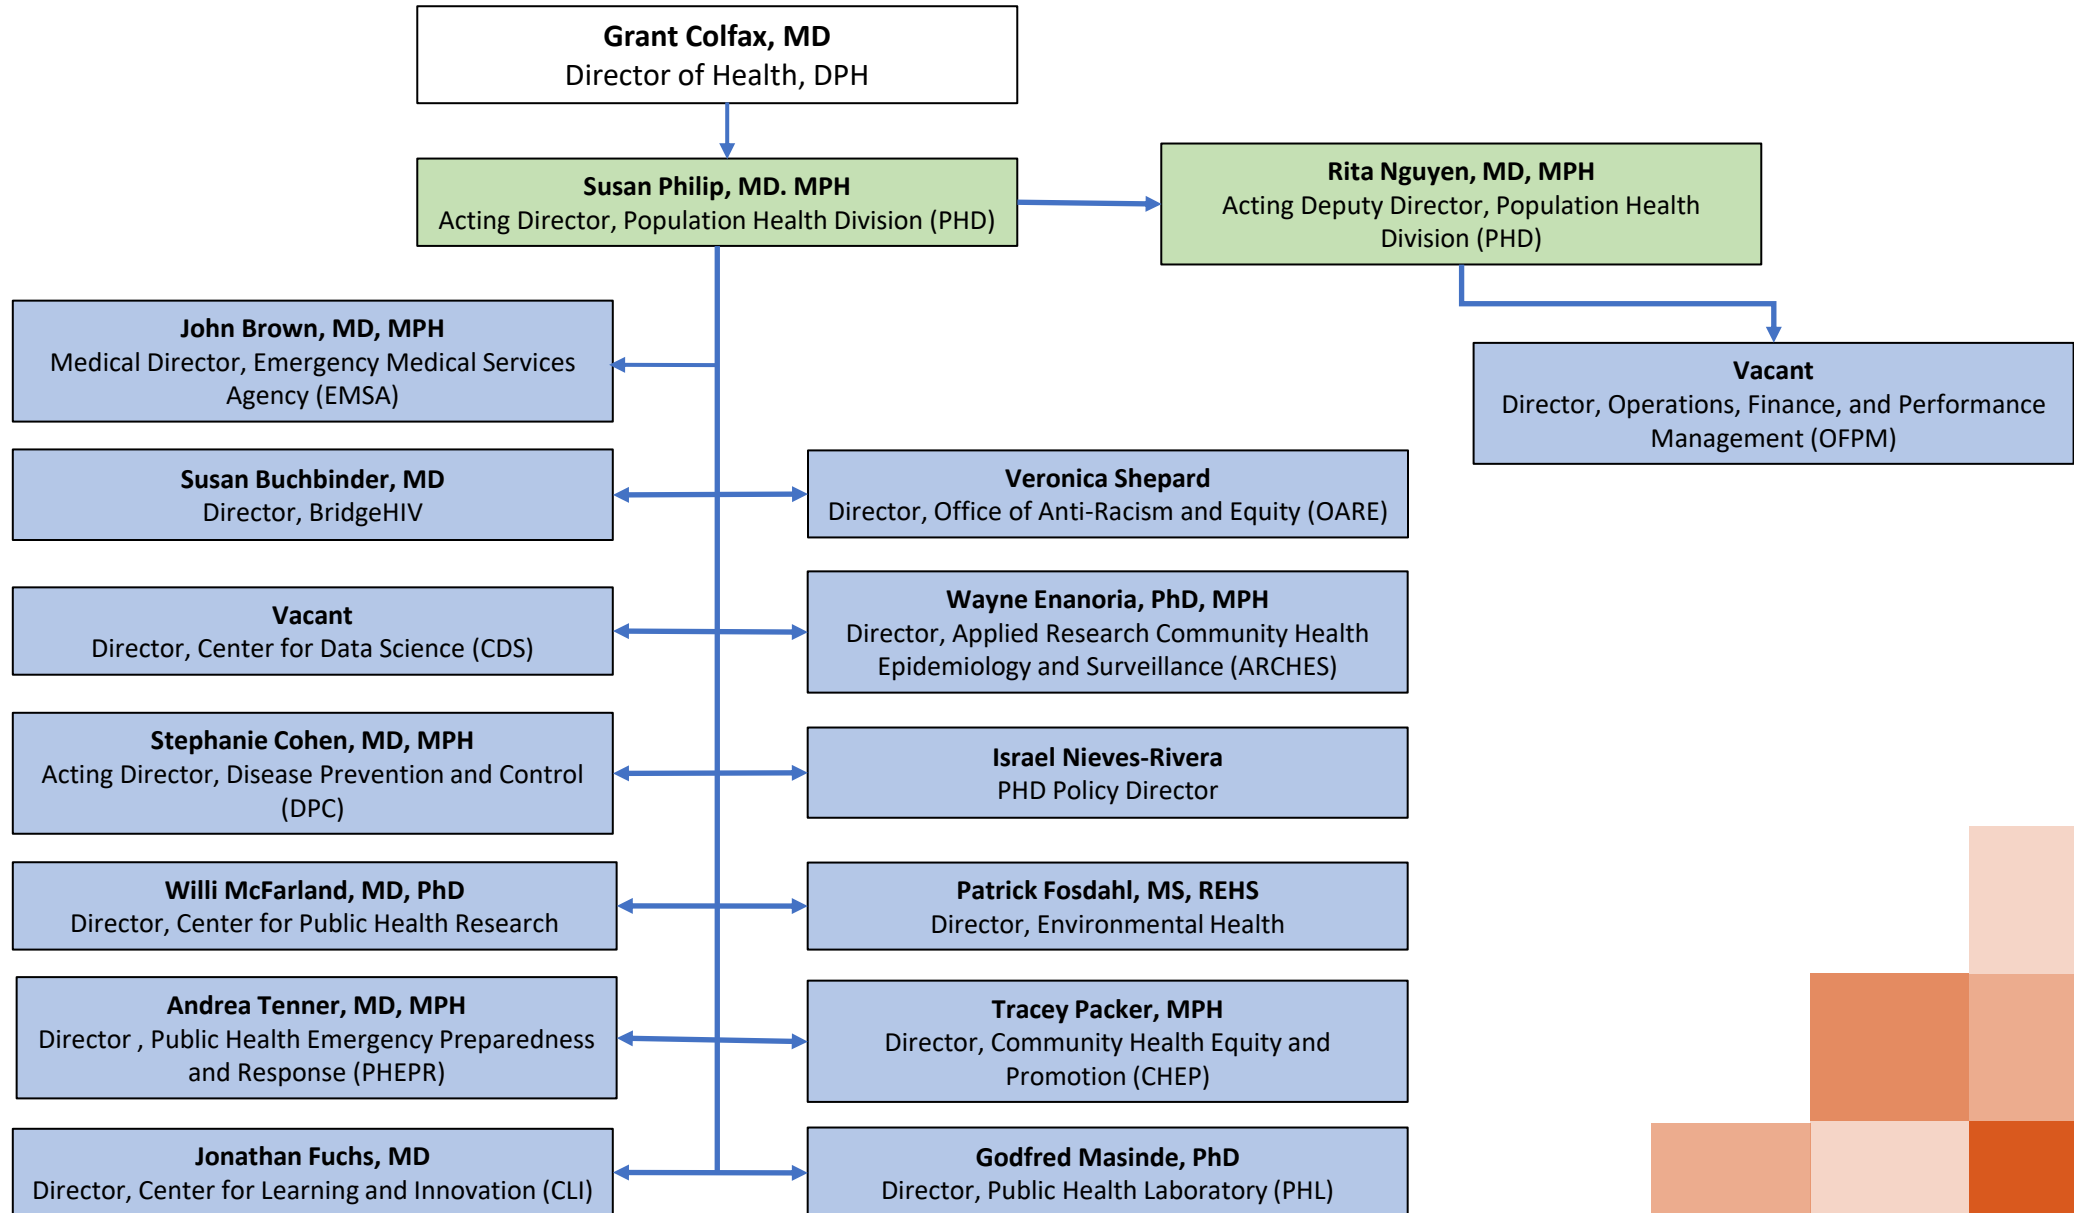 Grant Colfax, MD
Director of Health, DPH
Susan Philip, MD. MPH
Acting Director, Population Health Division (PHD)
Rita Nguyen, MD, MPH
Acting Deputy Director, Population Health
Division (PHD)
John Brown, MD, MPH
Medical Director, Emergency Medical Services
Agency (EMSA)
Vacant
Director, Operations, Finance, and Performance
Management (OFPM)
Susan Buchbinder, MD
Director, BridgeHIV
Veronica Shepard
Director, Office of Anti-Racism and Equity (OARE)
Vacant
Director, Center for Data Science (CDS)
Wayne Enanoria, PhD, MPH
Director, Applied Research Community Health
Epidemiology and Surveillance (ARCHES)
Stephanie Cohen, MD, MPH
Acting Director, Disease Prevention and Control
(DPC)
Israel Nieves-Rivera
PHD Policy Director
Willi McFarland, MD, PhD
Director, Center for Public Health Research
Patrick Fosdahl, MS, REHS
Director, Environmental Health
Andrea Tenner, MD, MPH
Director , Public Health Emergency Preparedness
and Response (PHEPR)
Tracey Packer, MPH
Director, Community Health Equity and
Promotion (CHEP)
Jonathan Fuchs, MD
Director, Center for Learning and Innovation (CLI)
Godfred Masinde, PhD
Director, Public Health Laboratory (PHL)